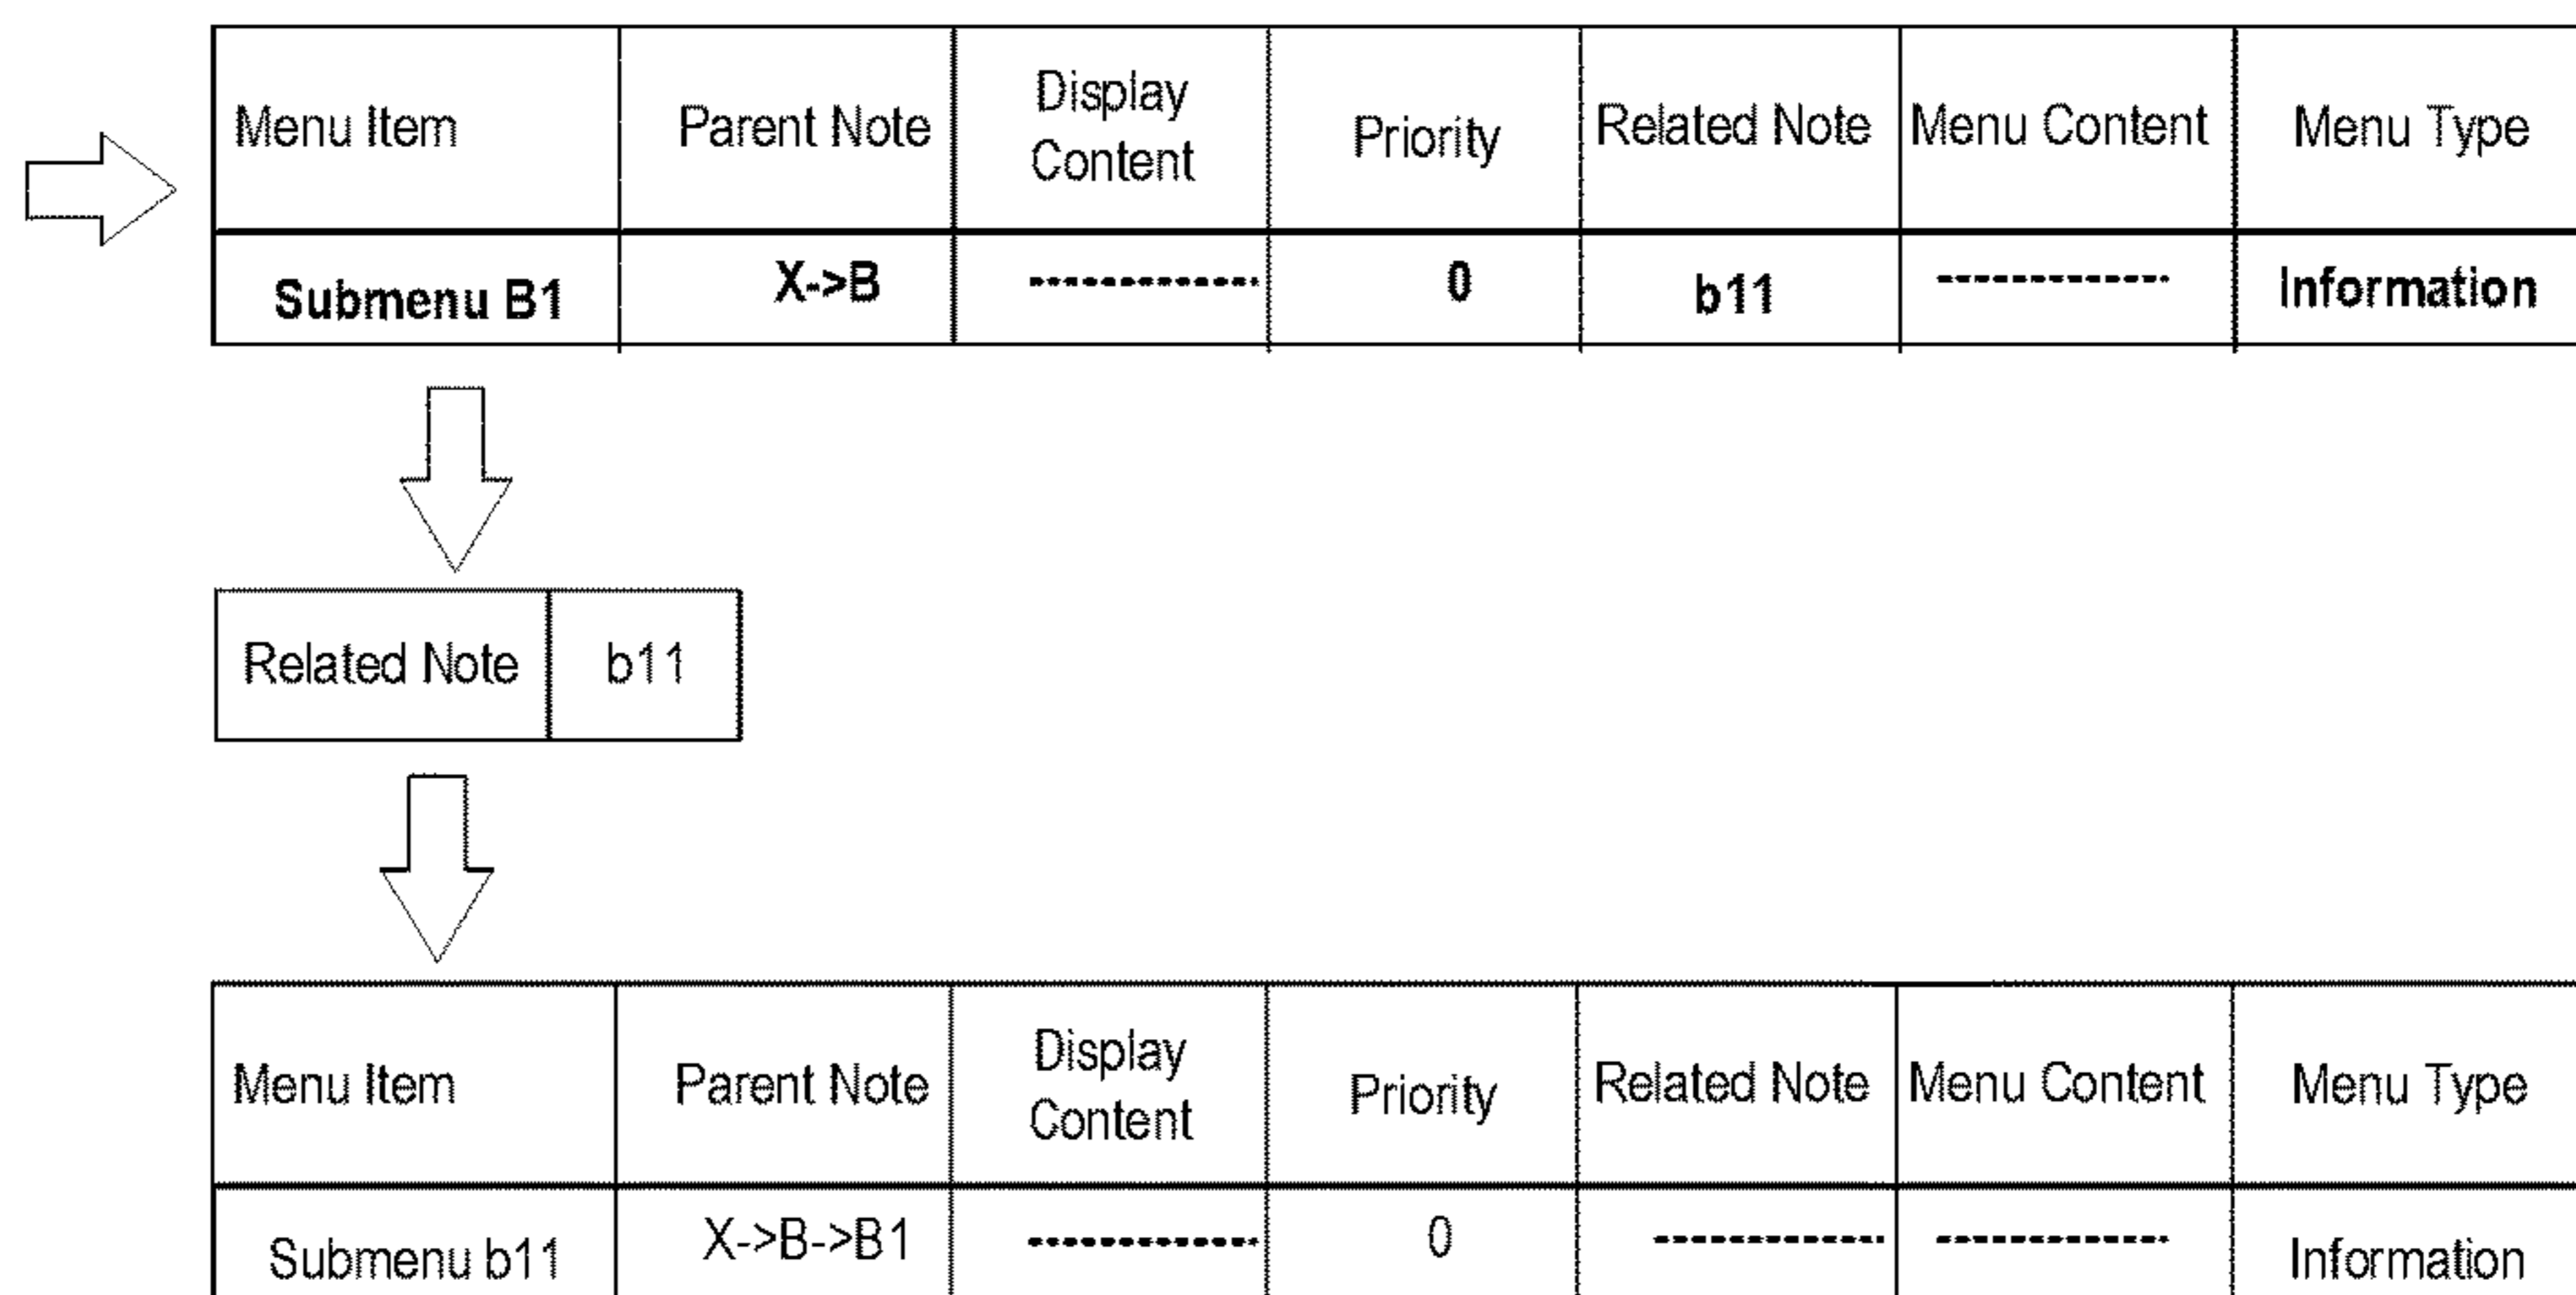 Menu Item Parent Note Display Content Priority Related Note Menu Content Menu Type
Submenu B1 X->B ------------ 0 b11 ------------ Information
Related Note b11
Menu Item Parent Note Display Content Priority Related Note Menu Content Menu Type
Submenu b11 X->B->B1 ------------ 0 ------------ ------------ Information